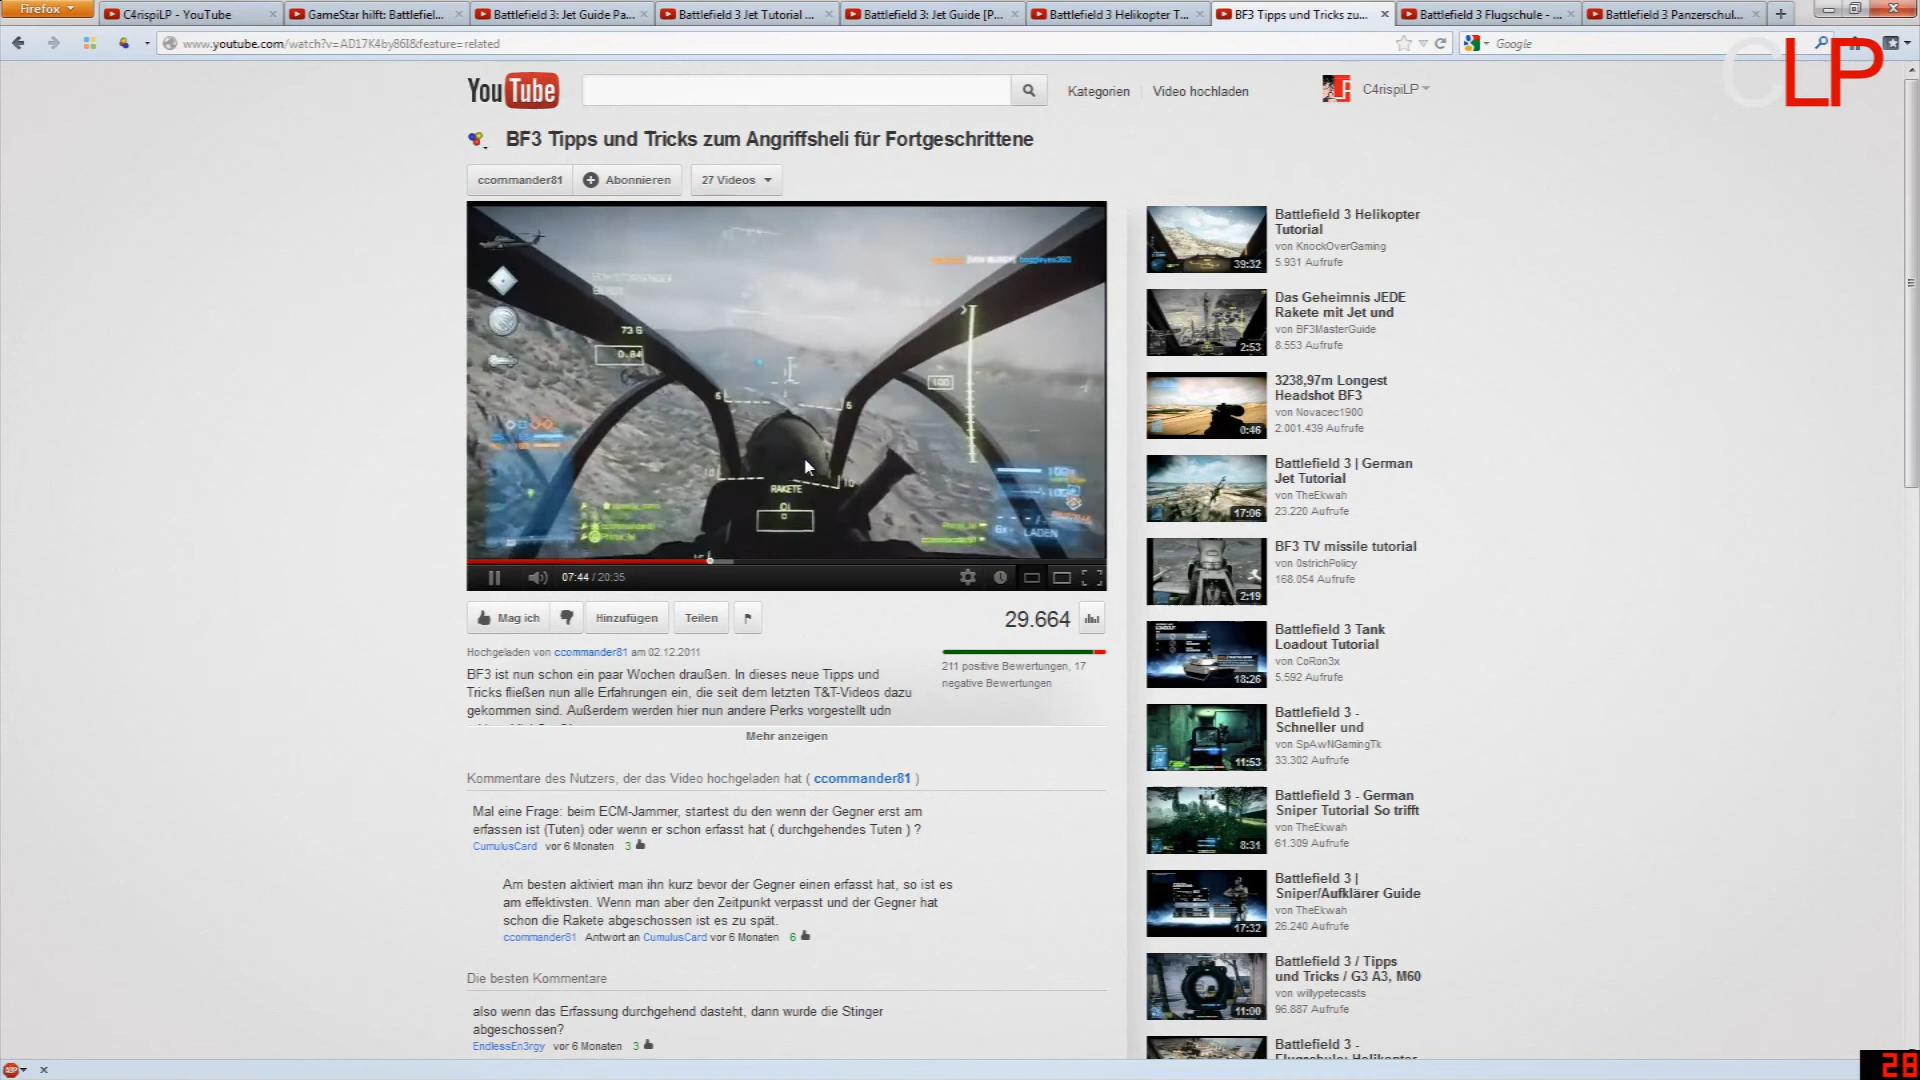 Firefox
C4rispiLP - YouTube
GameStar hilft: Battlefiel...
Battlefield 3: Jet Guide Pa...
Battlefield 3 Jet Tutorial ...
Battlefield 3: Jet Guide [P...
Battlefield 3 Helikopter T...
BF3 Tipps und Tricks zu...
Battlefield 3 Flugschule - ...
Battlefield 3 Panzerschul...
www.youtube.com/watch?v=AD17K4by86I&feature=related
Google
CLP
YouTube
Kategorien
Video hochladen
C4rispiLP
BF3 Tipps und Tricks zum Angriffsheli für Fortgeschrittene
ccommander81
Abonnieren
27 Videos
73 6
0.84
100
5
5
10
10
RAKETE
LADEN
07:44 / 20:35
Mag ich
Hinzufügen
Teilen
29.664
Hochgeladen von ccommander81 am 02.12.2011
BF3 ist nun schon ein paar Wochen draußen. In dieses neue Tipps und
Tricks fließen nun alle Erfahrungen ein, die seit dem letzten T&T-Videos dazu
gekommen sind. Außerdem werden hier nun andere Perks vorgestellt udn
211 positive Bewertungen, 17
negative Bewertungen
Mehr anzeigen
Kommentare des Nutzers, der das Video hochgeladen hat ( ccommander81 )
Mal eine Frage: beim ECM-Jammer, startest du den wenn der Gegner erst am
erfassen ist (Tuten) oder wenn er schon erfasst hat ( durchgehendes Tuten ) ?
CumulusCard vor 6 Monaten 3
Am besten aktiviert man ihn kurz bevor der Gegner einen erfasst hat, so ist es
am effektivsten. Wenn man aber den Zeitpunkt verpasst und der Gegner hat
schon die Rakete abgeschossen ist es zu spät.
ccommander81 Antwort an CumulusCard vor 6 Monaten 6
Die besten Kommentare
also wenn das Erfassung durchgehend dasteht, dann wurde die Stinger
abgeschossen?
EndlessEn3rgy vor 6 Monaten 3
Battlefield 3 Helikopter
Tutorial
von KnockOverGaming
5.931 Aufrufe
39:32
Das Geheimnis JEDE
Rakete mit Jet und
von BF3MasterGuide
8.553 Aufrufe
2:53
3238,97m Longest
Headshot BF3
von Novacec1900
2.001.439 Aufrufe
0:46
Battlefield 3 | German
Jet Tutorial
von TheEkwah
23.220 Aufrufe
17:06
BF3 TV missile tutorial
von 0strichPolicy
168.054 Aufrufe
2:19
Battlefield 3 Tank
Loadout Tutorial
von CoRon3x
5.592 Aufrufe
18:26
Battlefield 3 -
Schneller und
von SpAwNGamingTk
33.302 Aufrufe
11:53
Battlefield 3 - German
Sniper Tutorial So trifft
von TheEkwah
61.309 Aufrufe
8:31
Battlefield 3 |
Sniper/Aufklärer Guide
von TheEkwah
26.240 Aufrufe
17:32
Battlefield 3 / Tipps
und Tricks / G3 A3, M60
von willypetecasts
96.887 Aufrufe
11:00
Battlefield 3 -
Flugschule: Helikopter
ABP
28